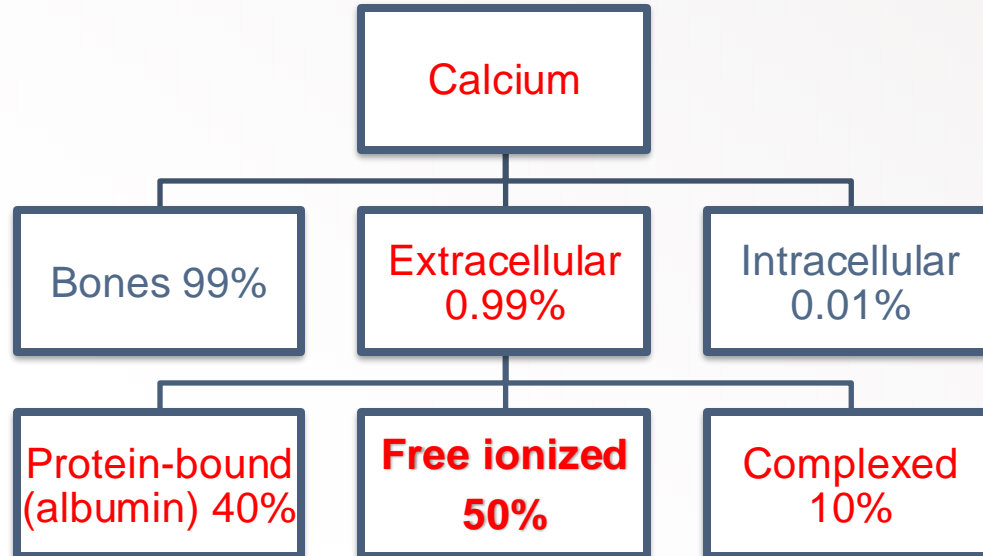 Calcium
Bones 99%
Extracellular
0.99%
Intracellular
0.01%
Protein-bound
(albumin) 40%
Free ionized
50%
Complexed
10%